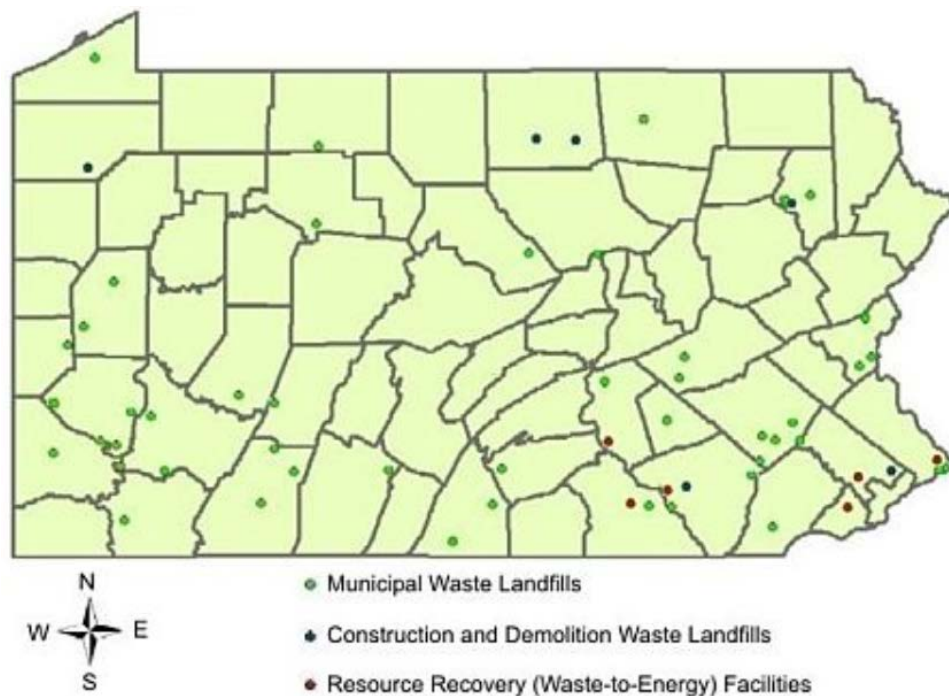 N
W E
S
Municipal Waste Landfills
Construction and Demolition Waste Landfills
Resource Recovery (Waste-to-Energy) Facilities